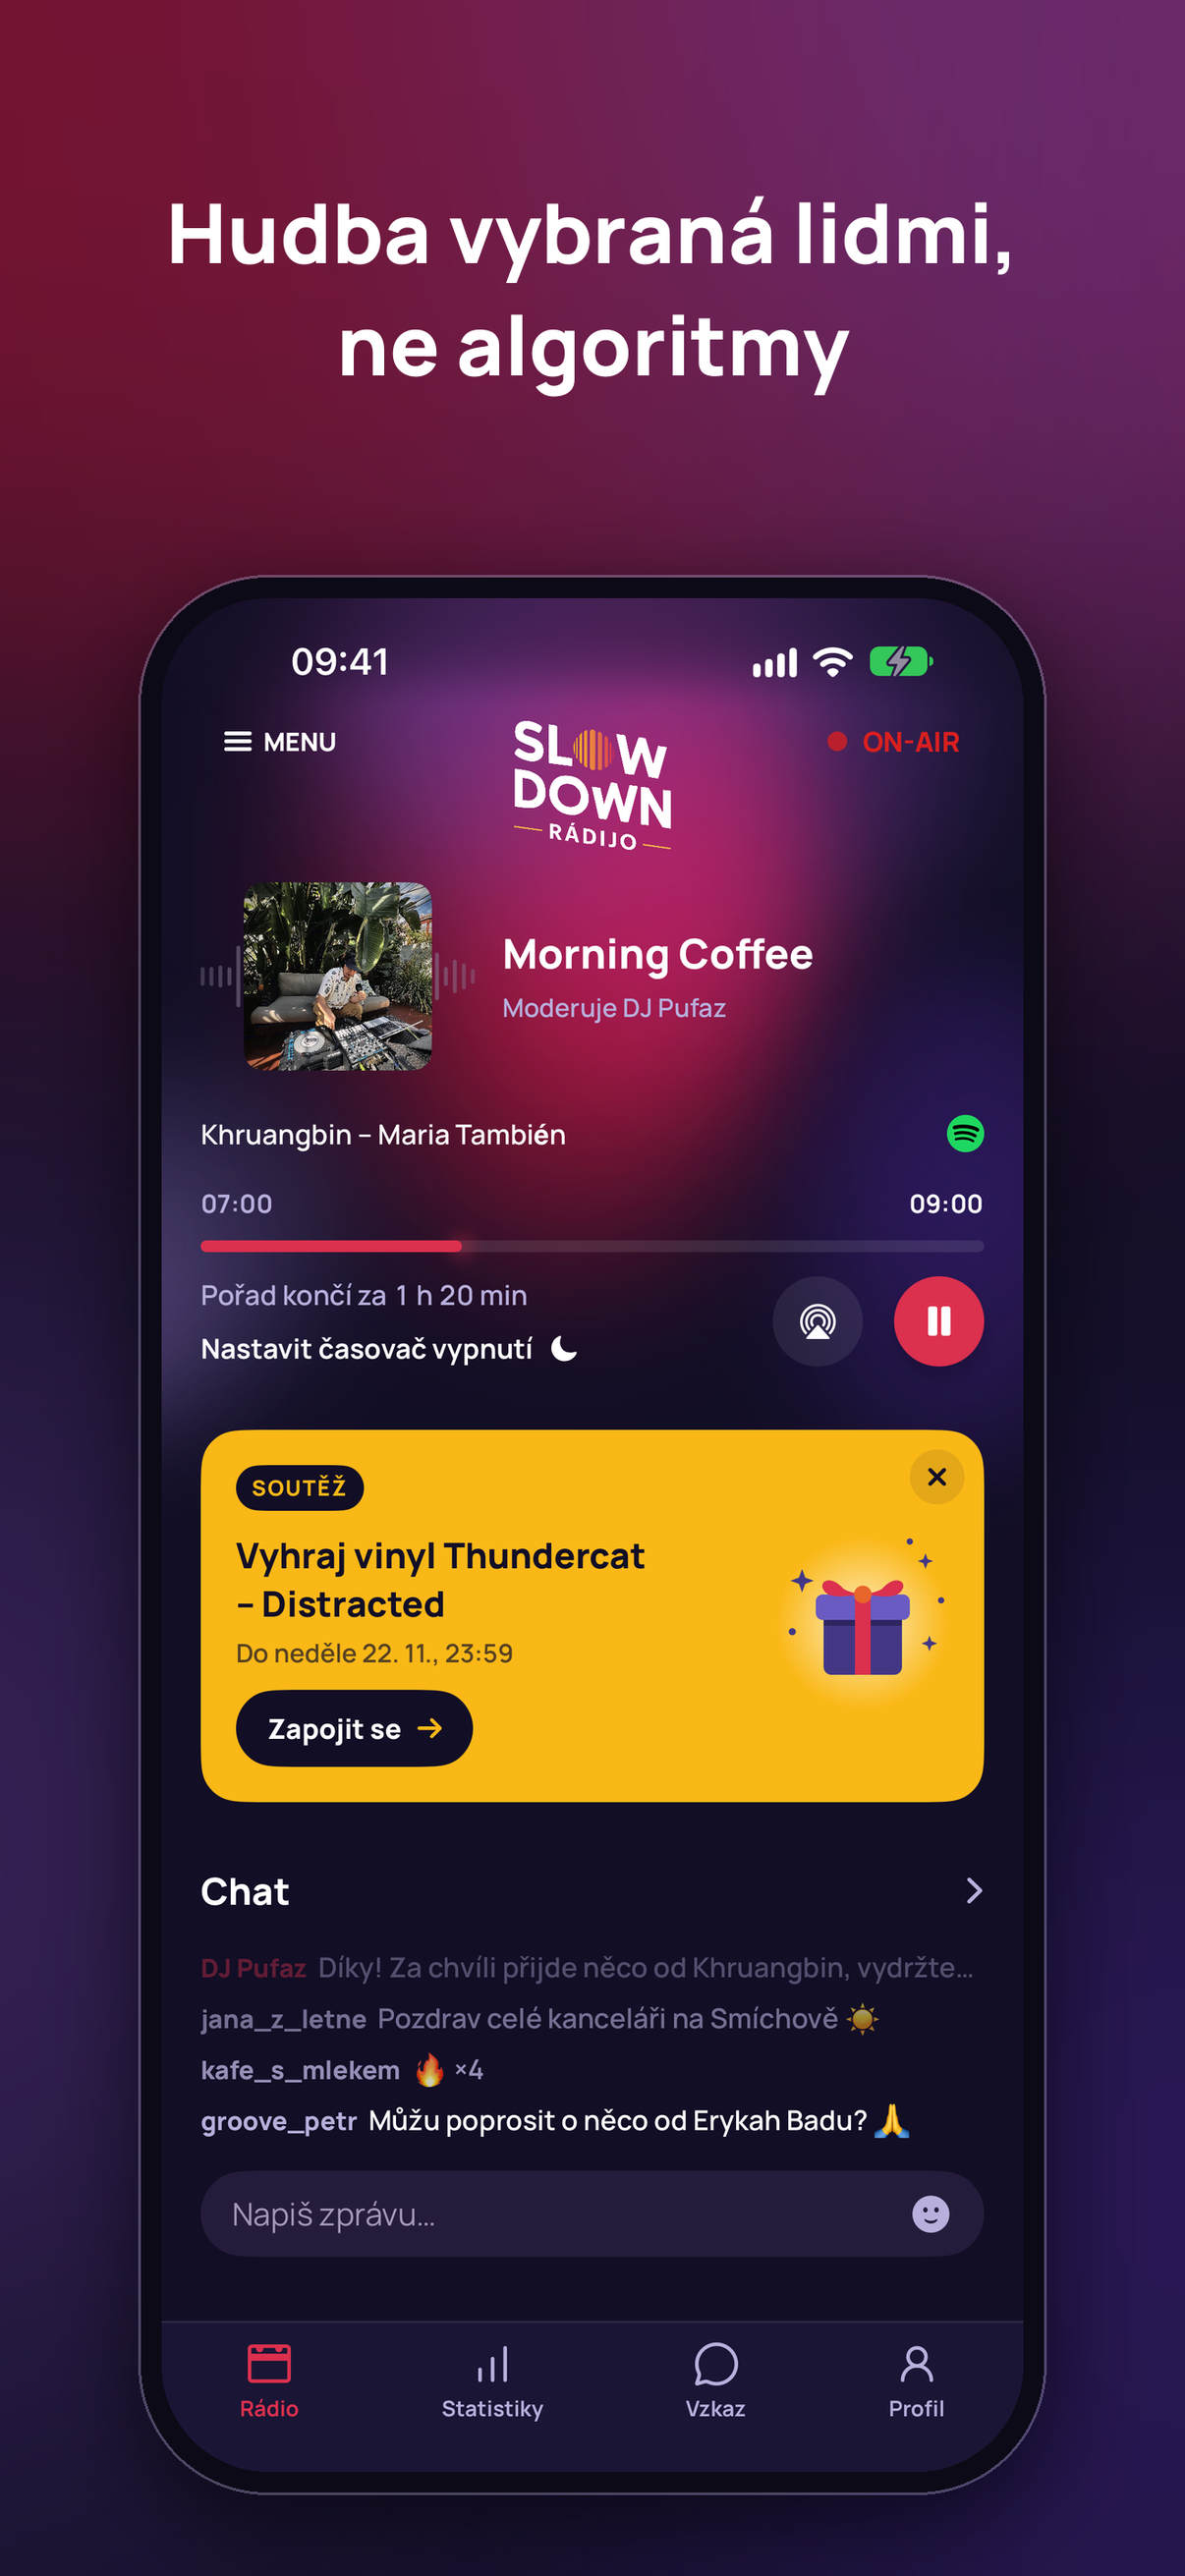 Hudba vybraná lidmi,
ne algoritmy
09:41
MENU
SLOW
DOWN
RÁDIJO
ON-AIR
Morning Coffee
Moderuje DJ Pufaz
Khruangbin – Maria También
07:00
09:00
Pořad končí za 1 h 20 min
Nastavit časovač vypnutí
SOUTĚŽ
Vyhraj vinyl Thundercat
– Distracted
Do neděle 22. 11., 23:59
Zapojit se →
Chat
DJ Pufaz Díky! Za chvíli přijde něco od Khruangbin, vydržte...
jana_z_letne Pozdrav celé kanceláři na Smíchově ☀️
kafe_s_mlekem 🔥 ×4
groove_petr Můžu poprosit o něco od Erykah Badu? 🙏
Napiš zprávu...
Rádio
Statistiky
Vzkaz
Profil